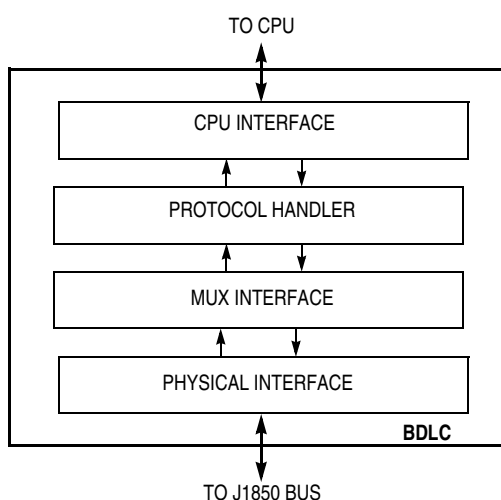 TO CPU
CPU INTERFACE
PROTOCOL HANDLER
MUX INTERFACE
PHYSICAL INTERFACE
BDLC
TO J1850 BUS